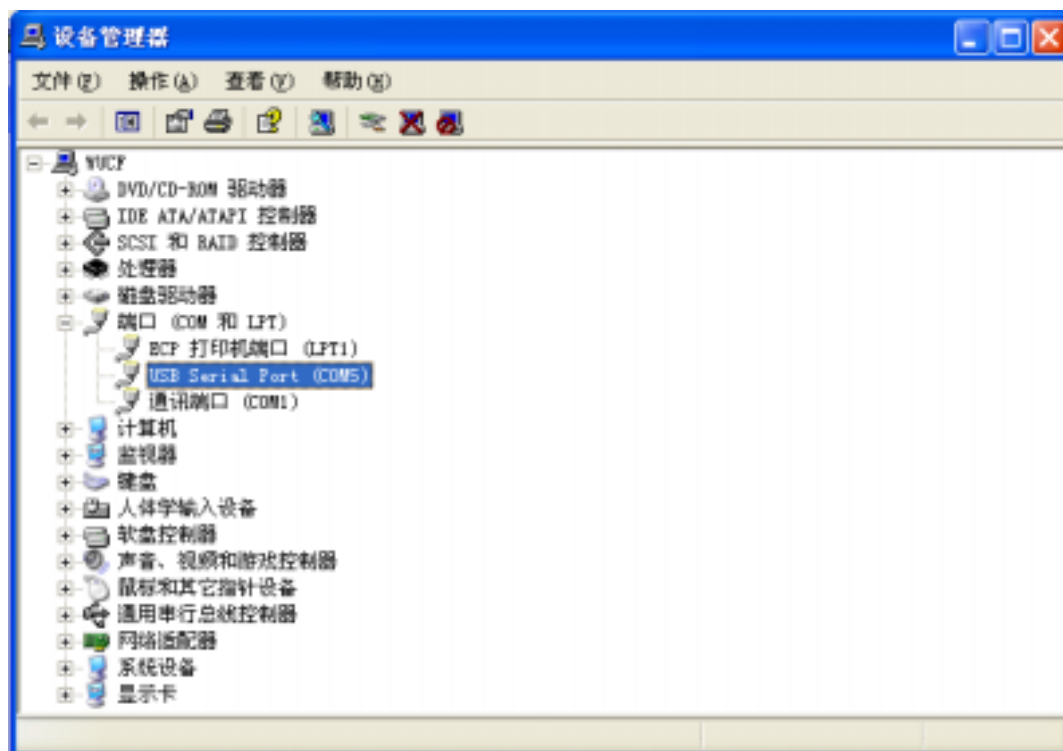 设备管理器
文件(F) 操作(A) 查看(V) 帮助(H)
WUCF
DVD/CD-ROM 驱动器
IDE ATA/ATAPI 控制器
SCSI 和 RAID 控制器
处理器
磁盘驱动器
端口 (COM 和 LPT)
ECP 打印机端口 (LPT1)
USB Serial Port (COM5)
通讯端口 (COM1)
计算机
监视器
键盘
人体学输入设备
软盘控制器
声音、视频和游戏控制器
鼠标和其它指针设备
通用串行总线控制器
网络适配器
系统设备
显示卡